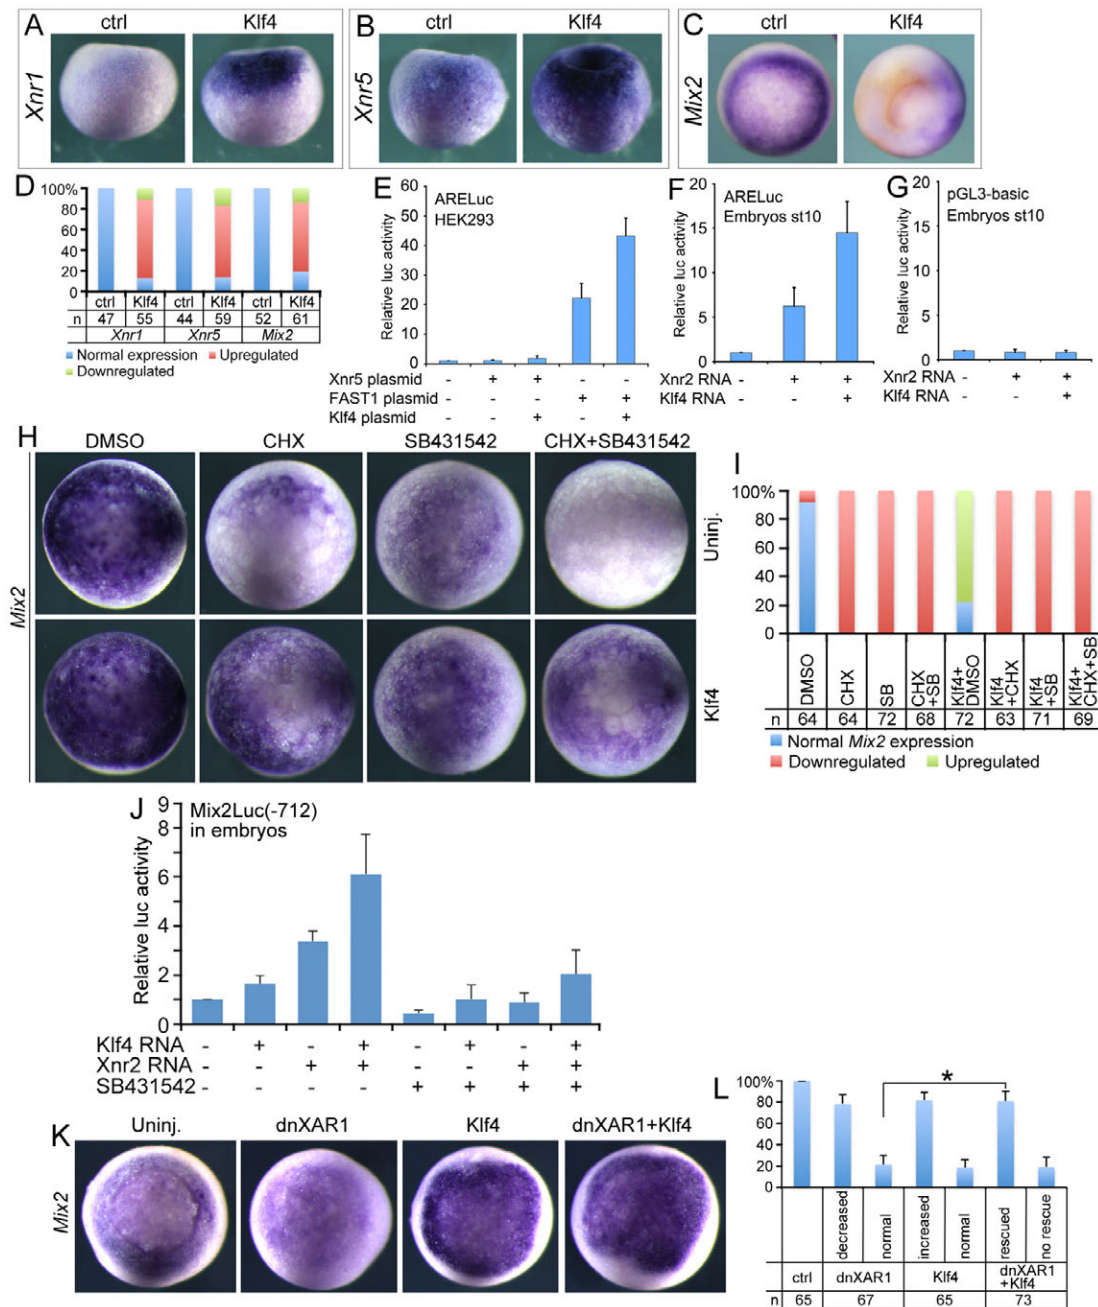 A
ctrl
Klf4
Xnr1
B
ctrl
Klf4
Xnr5
C
ctrl
Klf4
Mix2
D
100%
80
60
40
20
0
ctrl Klf4 ctrl Klf4 ctrl Klf4
n 47 55 44 59 52 61
Xnr1 Xnr5 Mix2
Normal expression Upregulated
Downregulated
E
ARELuc
HEK293
Relative luc activity
60
50
40
30
20
10
0
Xnr5 plasmid - + + - -
FAST1 plasmid - - - + +
Klf4 plasmid - - + - +
F
ARELuc
Embryos st10
Relative luc activity
20
15
10
5
0
Xnr2 RNA - + +
Klf4 RNA - - +
G
pGL3-basic
Embryos st10
Relative luc activity
20
15
10
5
0
Xnr2 RNA - + +
Klf4 RNA - - +
H
DMSO CHX SB431542 CHX+SB431542
Mix2
Uninj.
Klf4
I
100%
80
60
40
20
0
DMSO
CHX
SB
CHX
+SB
Klf4+
DMSO
Klf4
+CHX
Klf4
+SB
Klf4+
CHX+SB
n 64 64 72 68 72 63 71 69
Normal Mix2 expression
Downregulated Upregulated
J
Mix2Luc(-712)
in embryos
Relative luc activity
9
8
6
4
2
0
Klf4 RNA - + - + - + - +
Xnr2 RNA - - + + - - + +
SB431542 - - - - + + + +
K
Uninj. dnXAR1 Klf4 dnXAR1+Klf4
Mix2
L
*
100%
80
60
40
20
0
decreased
normal
increased
normal
rescued
no rescue
ctrl dnXAR1 Klf4 dnXAR1
+Klf4
n 65 67 65 73